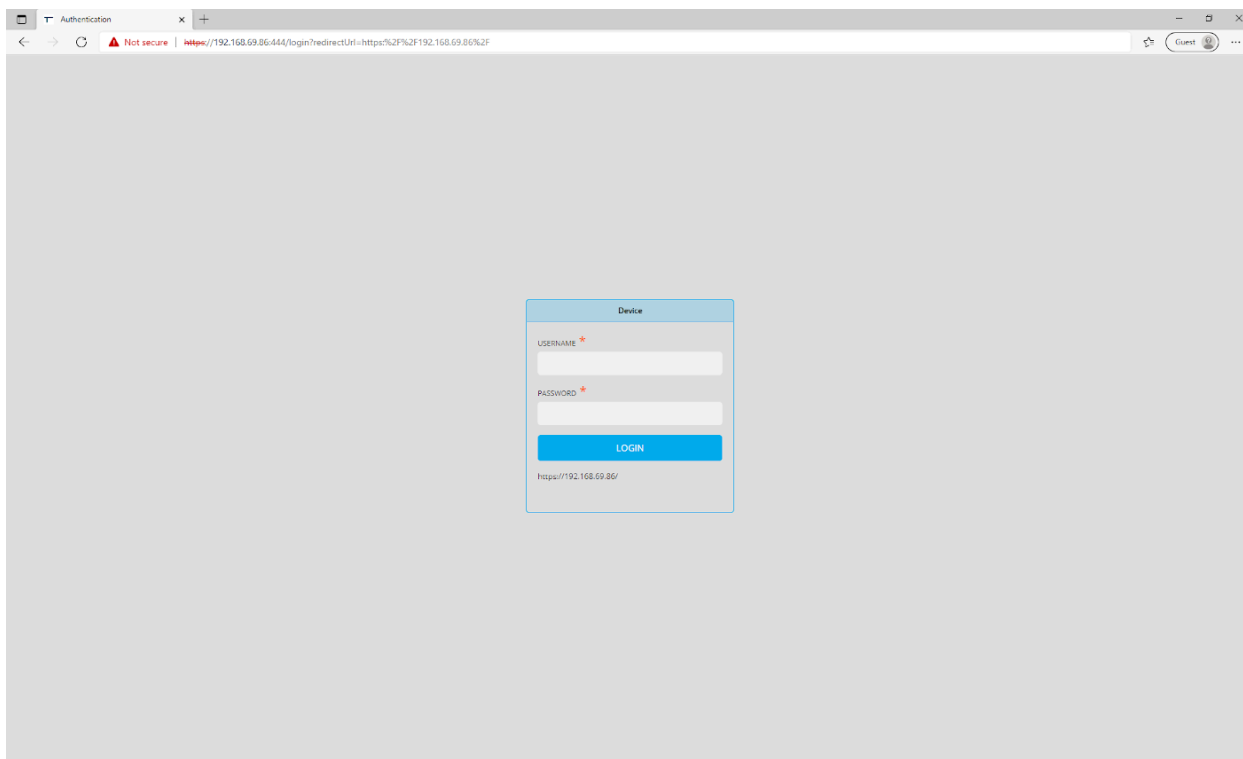 Authentication
Not secure | https://192.168.69.86:444/login?redirectUrl=https:%2F%2F192.168.69.86%2F
Guest
Device
USERNAME *
PASSWORD *
LOGIN
https://192.168.69.86/